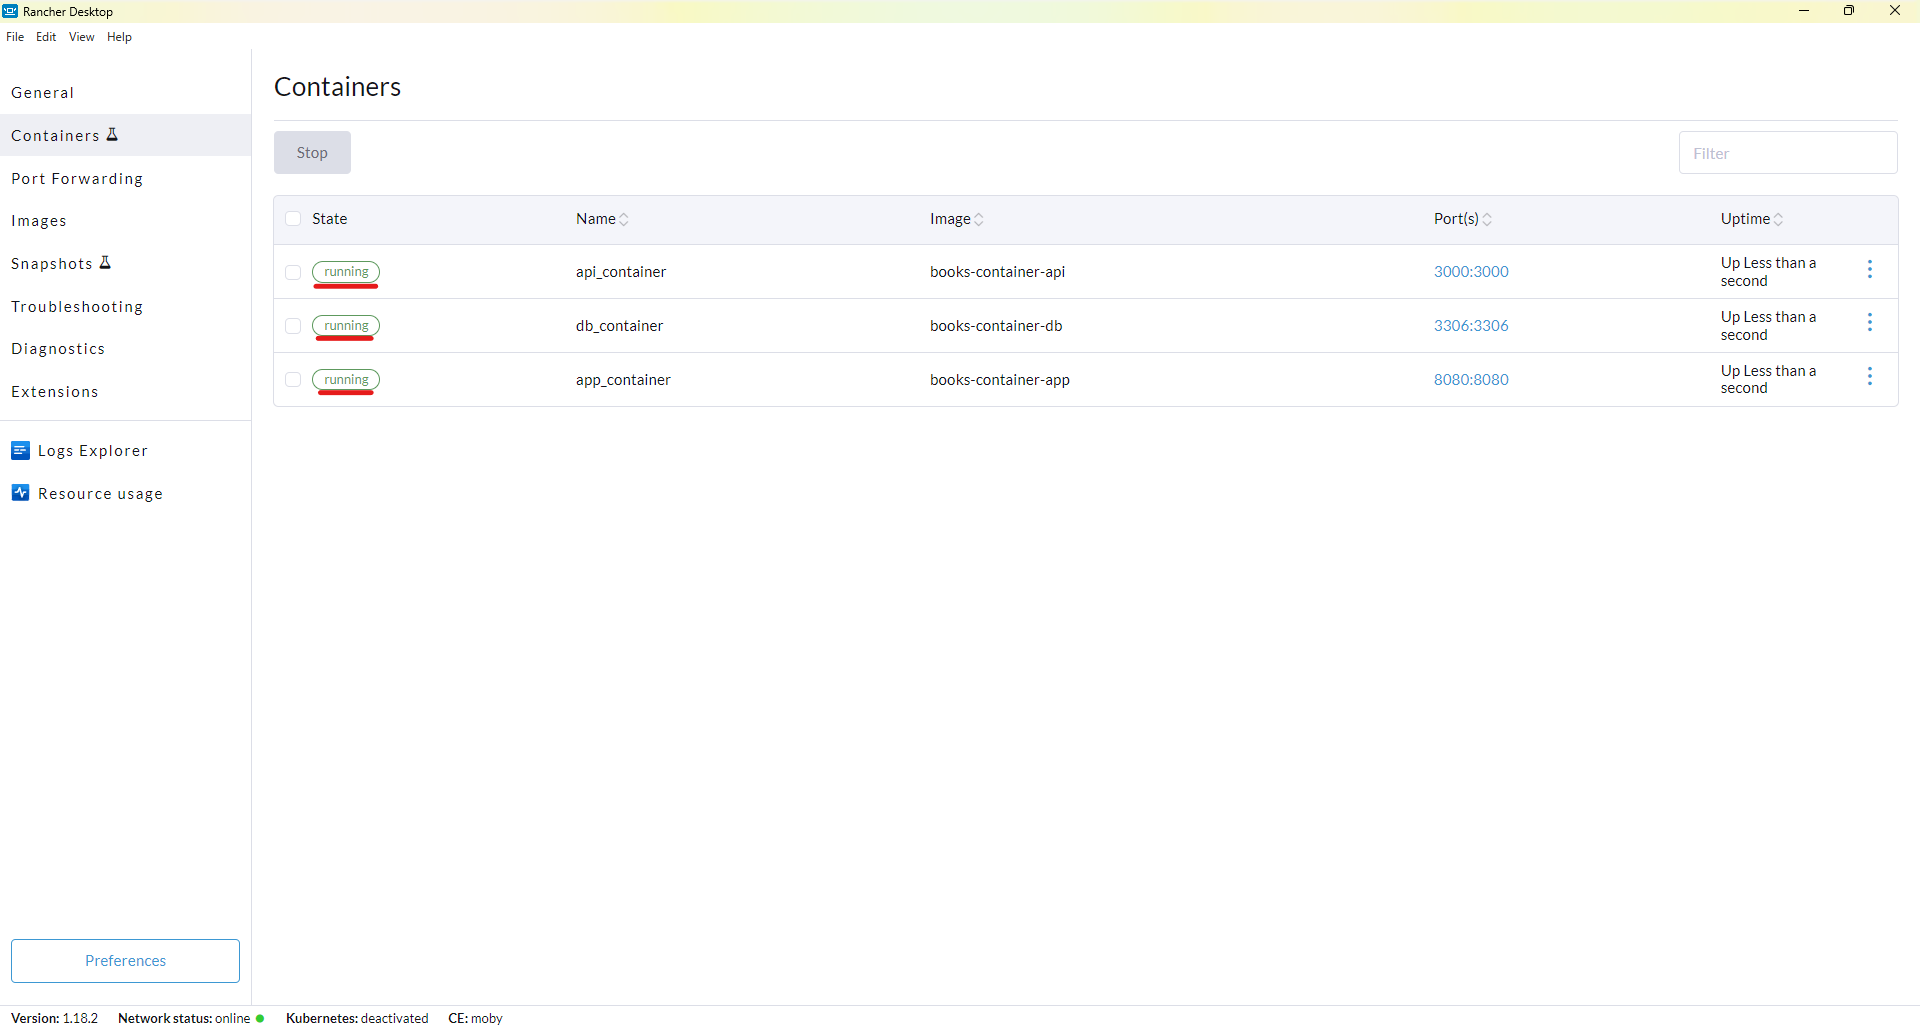 Rancher Desktop
File Edit View Help
General
Containers
Port Forwarding
Images
Snapshots
Troubleshooting
Diagnostics
Extensions
Logs Explorer
Resource usage
Preferences
Containers
Stop
Filter
State Name Image Port(s) Uptime
running api_container books-container-api 3000:3000 Up Less than a
second
running db_container books-container-db 3306:3306 Up Less than a
second
running app_container books-container-app 8080:8080 Up Less than a
second
Version: 1.18.2 Network status: online Kubernetes: deactivated CE: moby